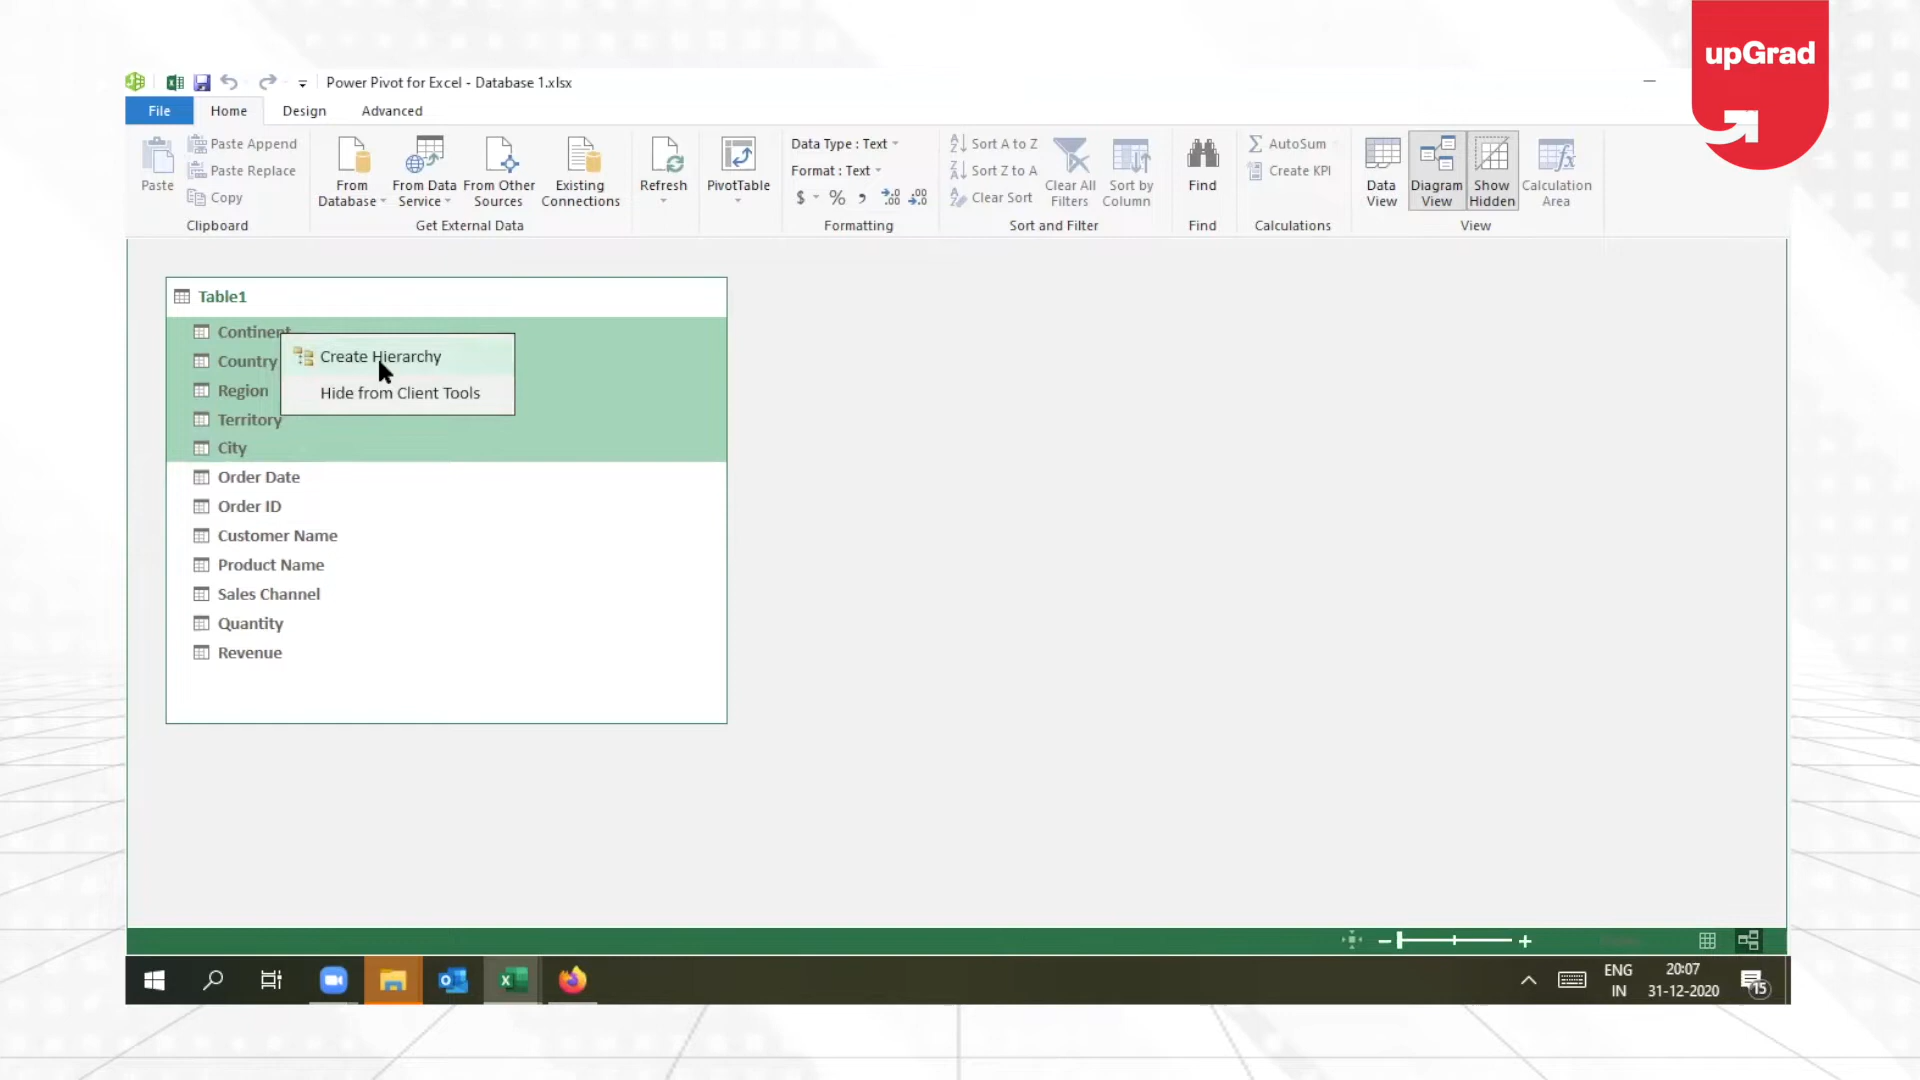 upGrad
Power Pivot for Excel - Database 1.xlsx
File Home Design Advanced
Paste
Paste Append
Paste Replace
Copy
Clipboard
From Database
From Data Service
From Other Sources
Existing Connections
Get External Data
Refresh
PivotTable
Data Type : Text
Format : Text
$ % , .0 .00 .00 .0
Formatting
Sort A to Z
Sort Z to A
Clear Sort
Clear All Filters
Sort by Column
Sort and Filter
Find
Find
AutoSum
Create KPI
Calculations
Data View
Diagram View
Show Hidden
Calculation Area
View
Table1
Continent
Country
Region
Territory
City
Order Date
Order ID
Customer Name
Product Name
Sales Channel
Quantity
Revenue
Create Hierarchy
Hide from Client Tools
ENG
IN
20:07
31-12-2020
15